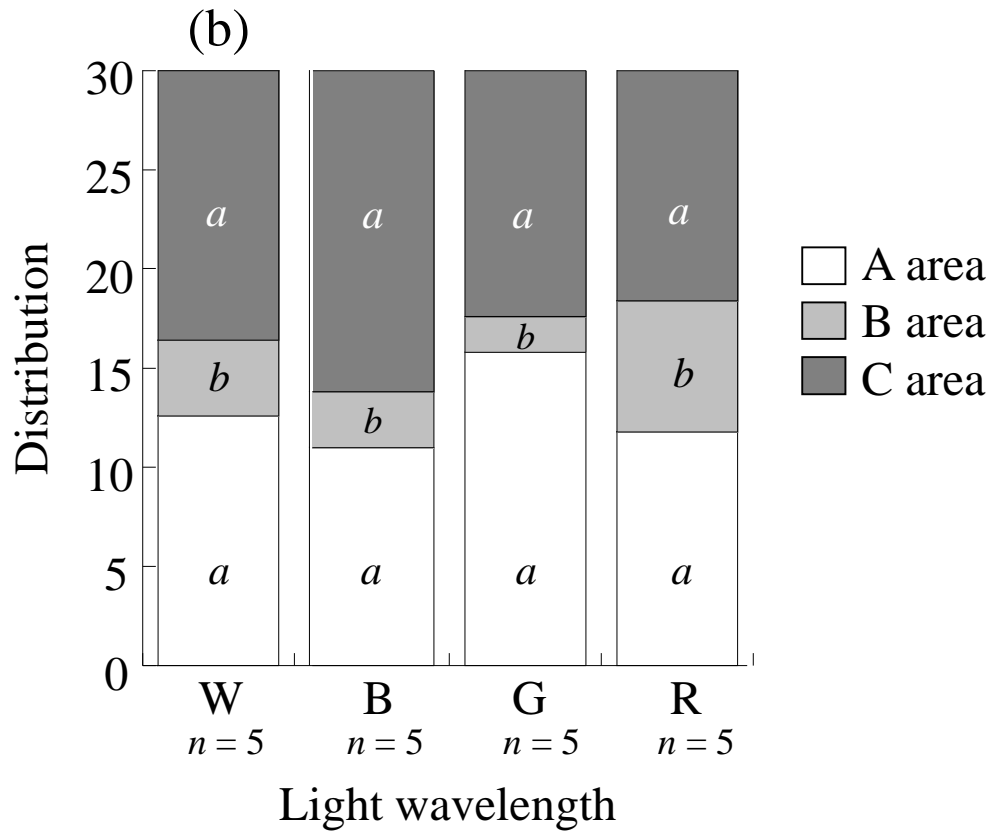 (b)
Distribution
30
25
20
15
10
5
0
a a a a
b b b b
a a a a
W B G R
n = 5 n = 5 n = 5 n = 5
Light wavelength
A area
B area
C area